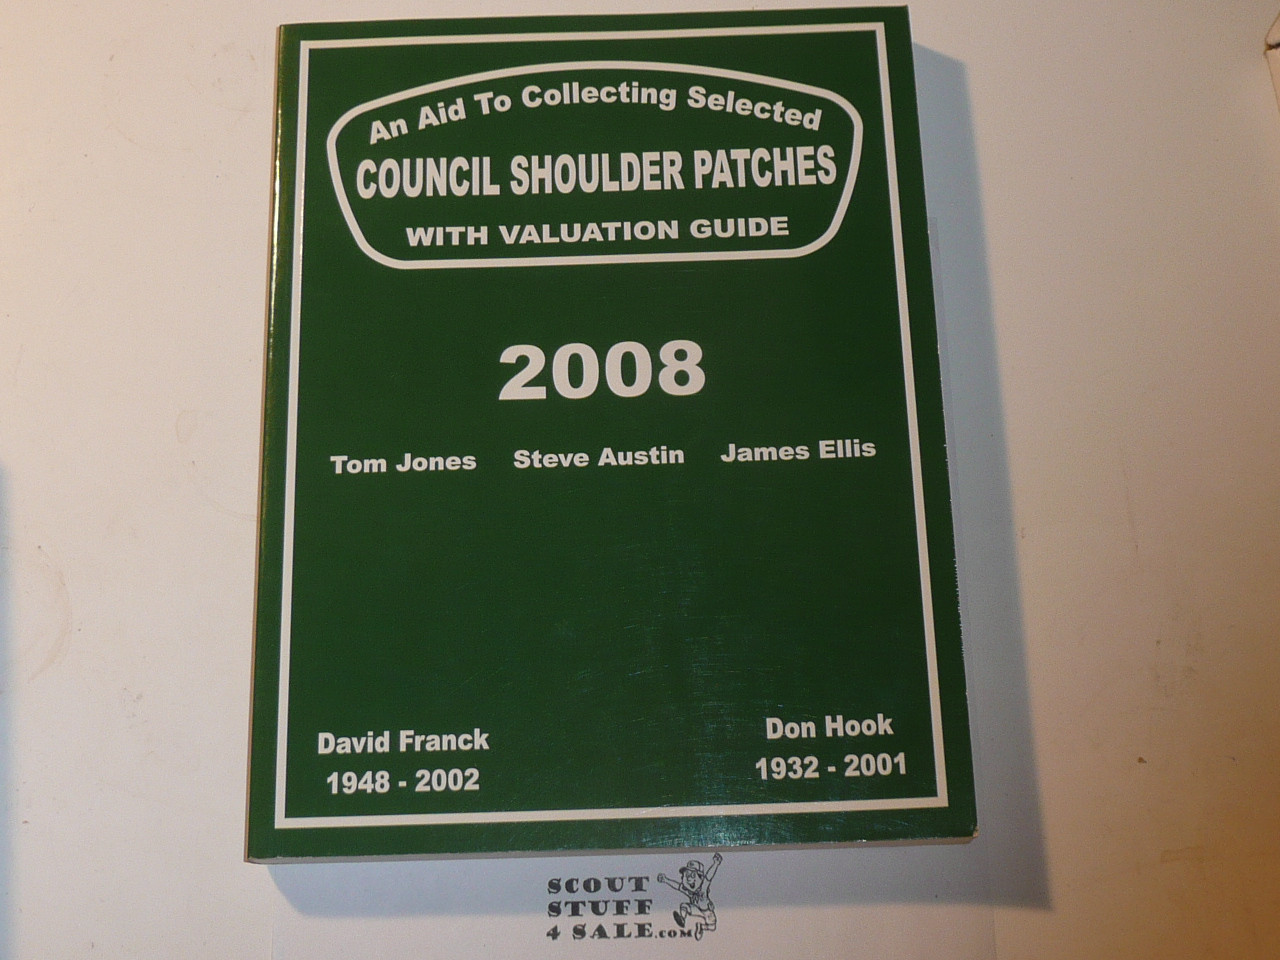 An Aid To Collecting Selected
COUNCIL SHOULDER PATCHES
WITH VALUATION GUIDE
2008
Tom Jones Steve Austin James Ellis
David Franck
1948 - 2002
Don Hook
1932 - 2001
SCOUT
STUFF
4 SALE.COM